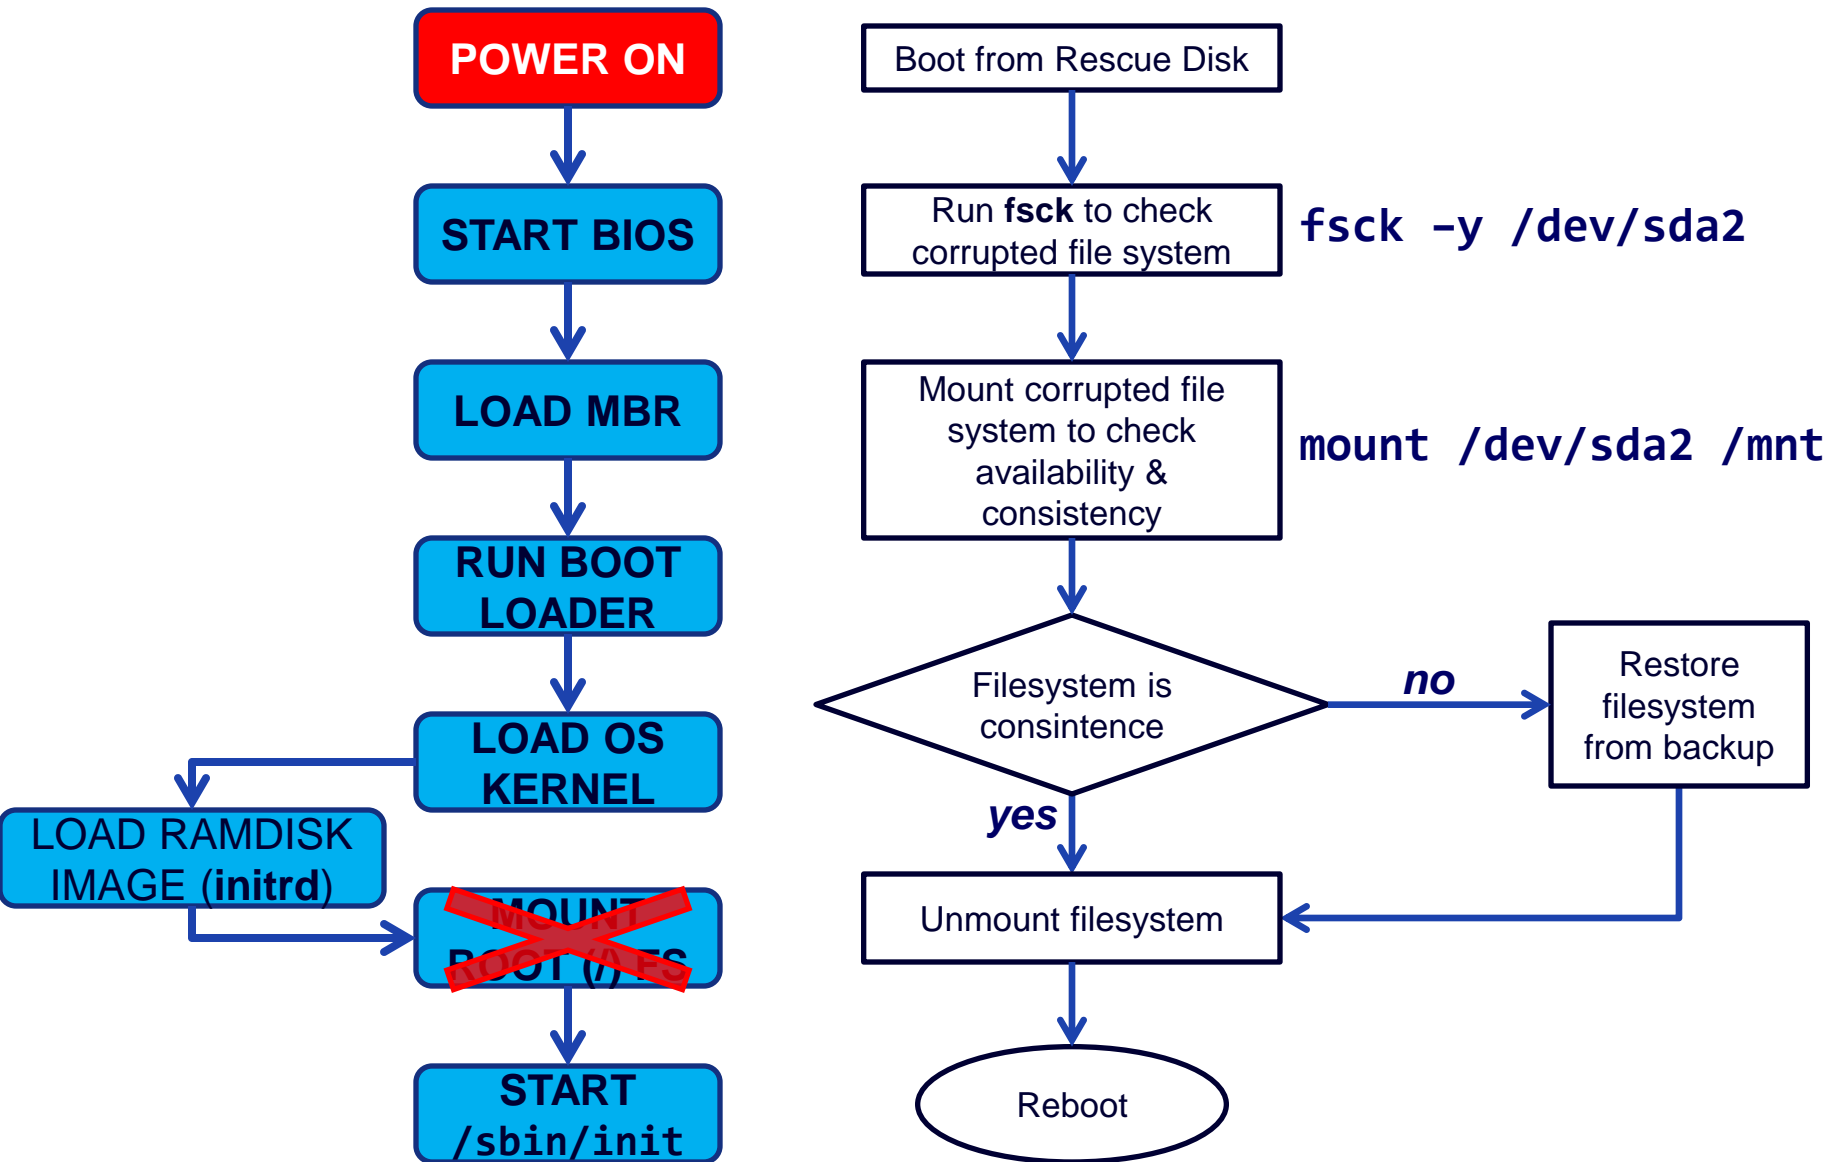 POWER ON
START BIOS
LOAD MBR
RUN BOOT
LOADER
LOAD OS
KERNEL
LOAD RAMDISK
IMAGE (initrd)
MOUNT
ROOT (/) FS
START
/sbin/init
Boot from Rescue Disk
Run fsck to check
corrupted file system
fsck –y /dev/sda2
Mount corrupted file
system to check
availability &
consistency
mount /dev/sda2 /mnt
Filesystem is
consintence
no
Restore
filesystem
from backup
yes
Unmount filesystem
Reboot